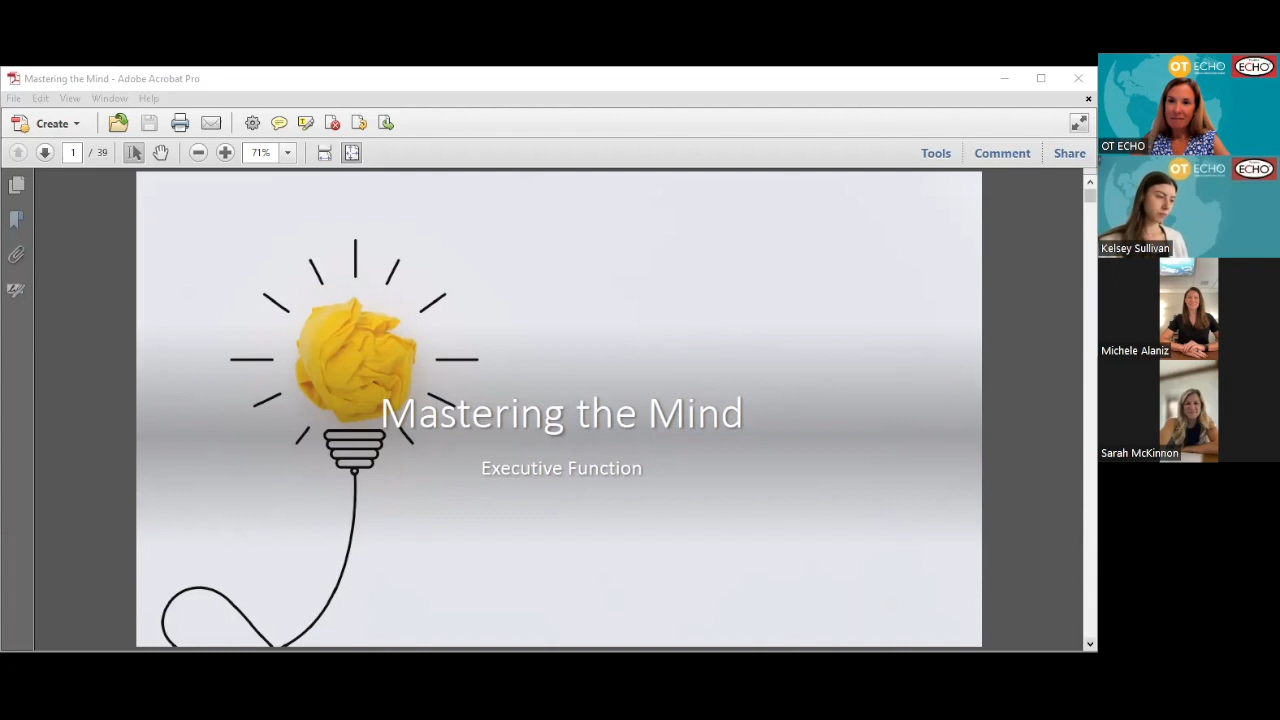 Mastering the Mind - Adobe Acrobat Pro
File Edit View Window Help
Create
1 / 39 71% Tools Comment Share
Mastering the Mind
Executive Function
OT ECHO ECHO
OT ECHO
OT ECHO ECHO
Kelsey Sullivan
Michele Alaniz
Sarah McKinnon